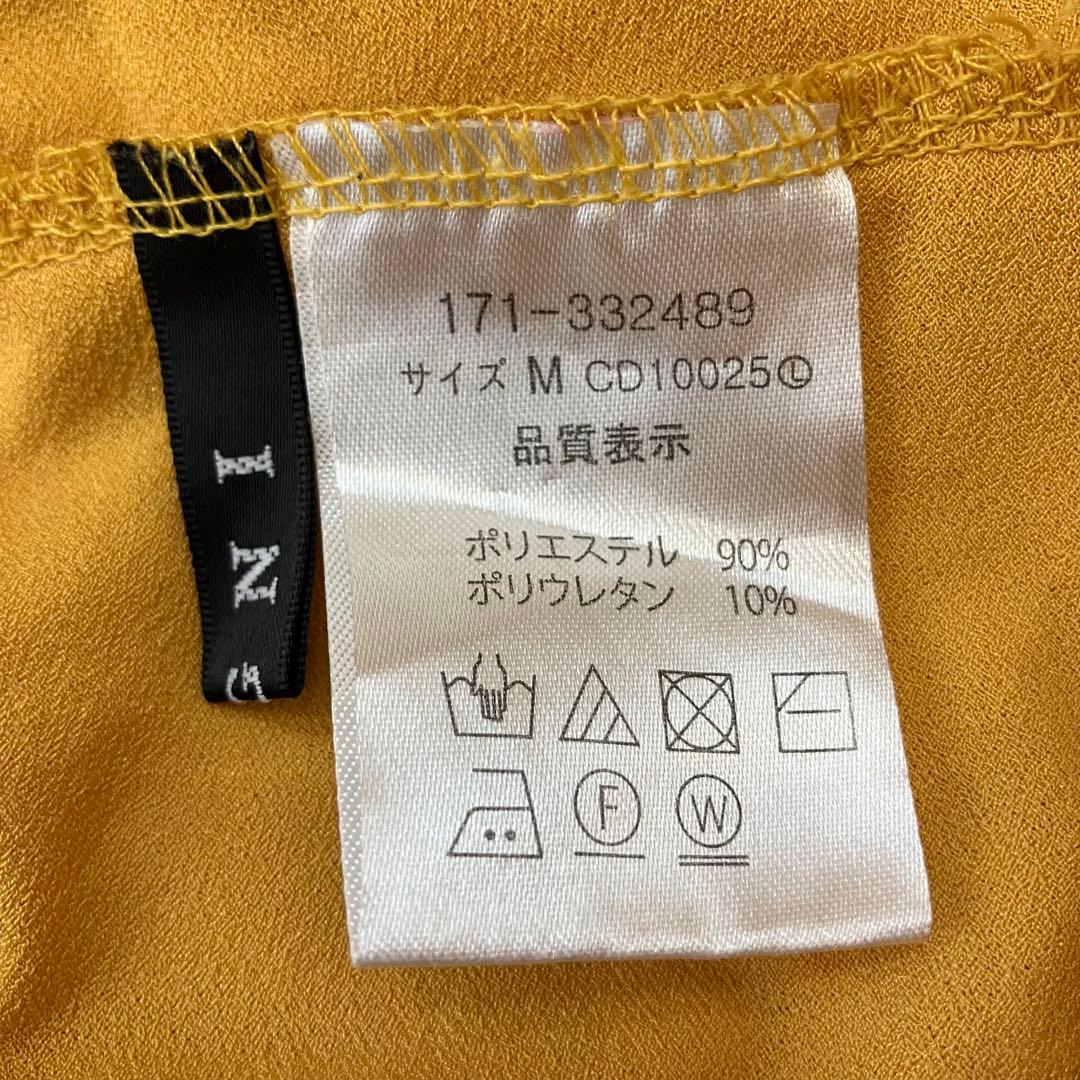 171-332489
サイズ M CD10025Ⓛ
品質表示
ポリエステル 90%
ポリウレタン 10%
F W
I N